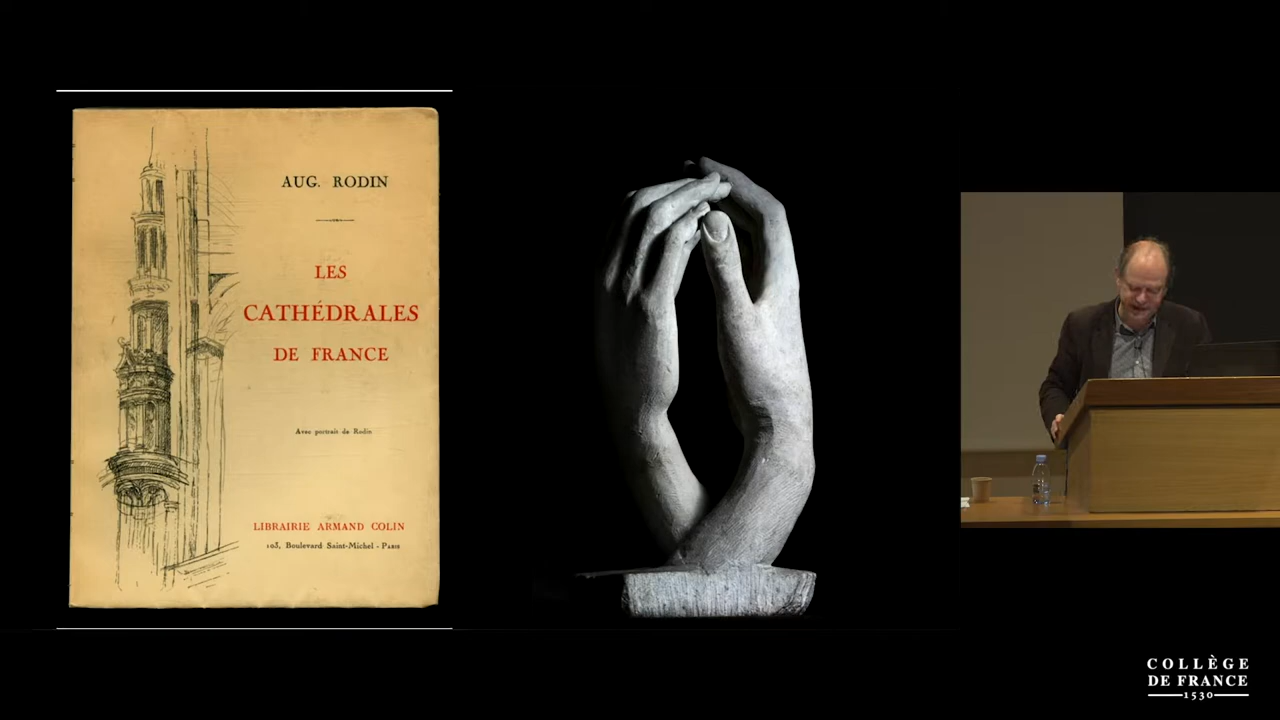 AUG. RODIN
LES
CATHÉDRALES
DE FRANCE
Avec portrait de Rodin
LIBRAIRIE ARMAND COLIN
103, Boulevard Saint-Michel - PARIS
COLLÈGE
DE FRANCE
1530